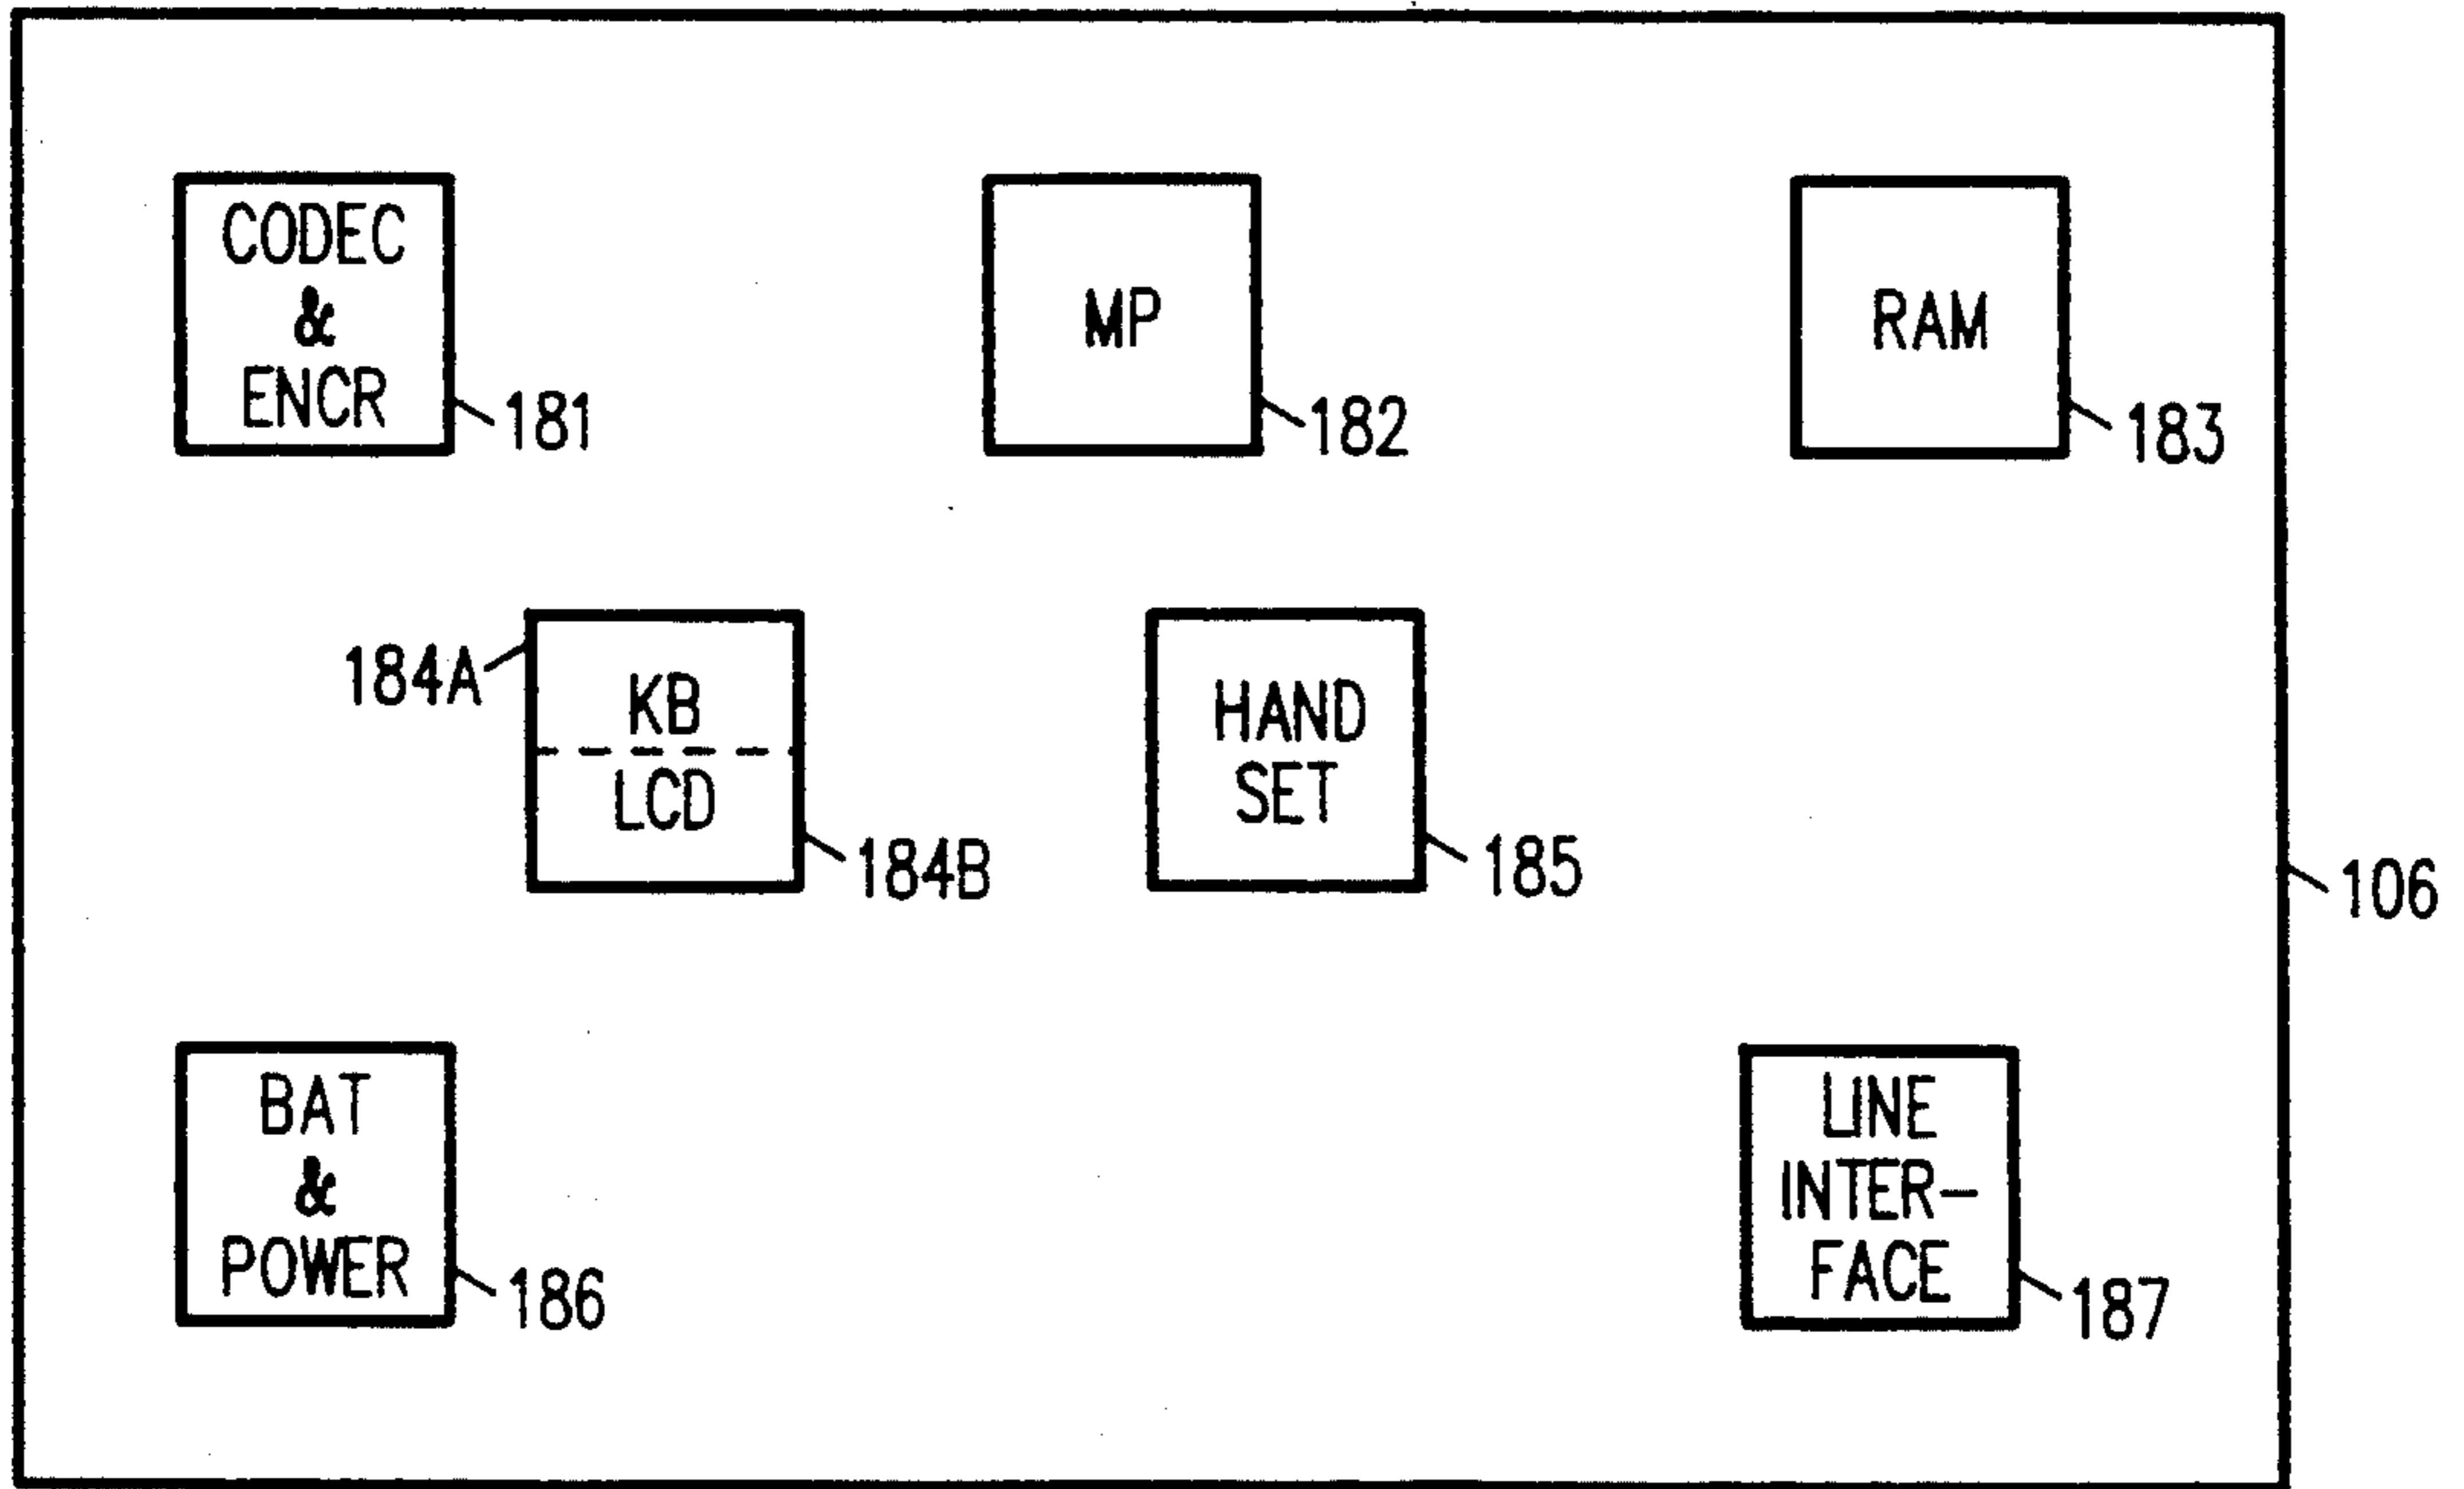 CODEC
&
ENCR
181
MP
182
RAM
183
184A
KB
LCD
184B
HAND
SET
185
106
BAT
&
POWER
186
LINE
INTER-
FACE
187